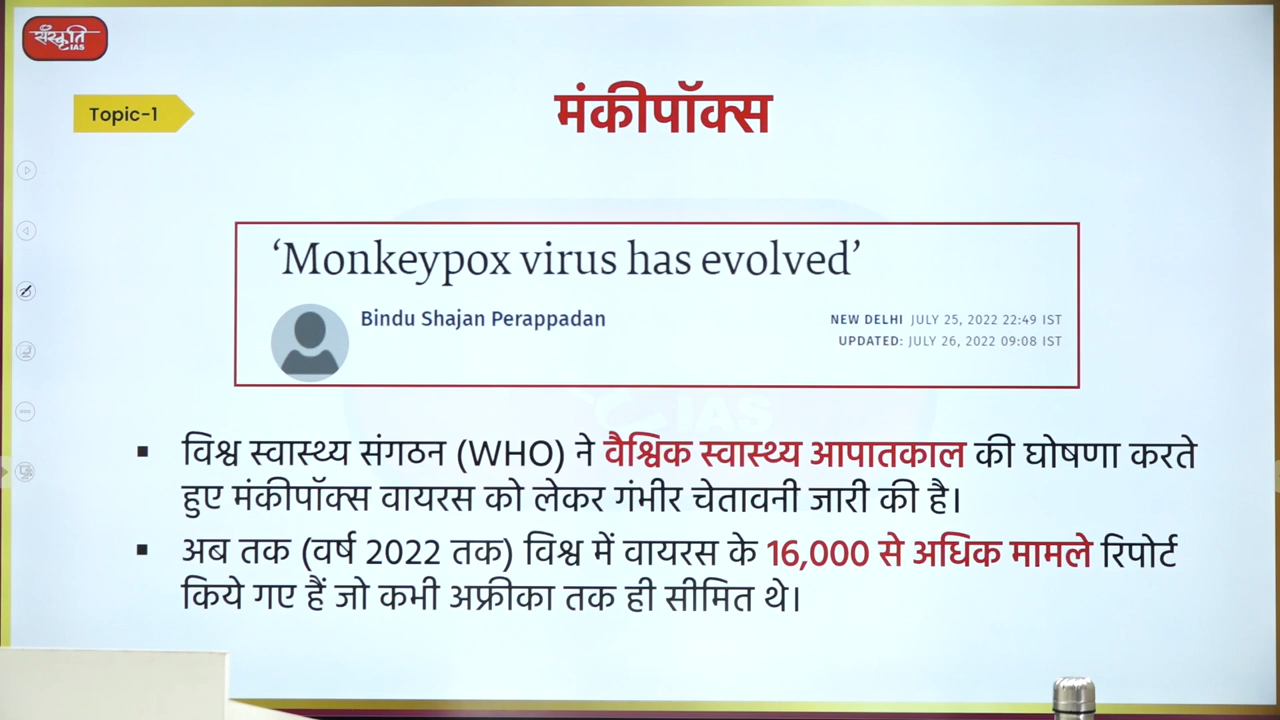 संस्कृति
IAS
Topic-1
मंकीपॉक्स
‘Monkeypox virus has evolved’
Bindu Shajan Perappadan
NEW DELHI JULY 25, 2022 22:49 IST
UPDATED: JULY 26, 2022 09:08 IST
IAS
▪ विश्व स्वास्थ्य संगठन (WHO) ने वैश्विक स्वास्थ्य आपातकाल की घोषणा करते
हुए मंकीपॉक्स वायरस को लेकर गंभीर चेतावनी जारी की है।
▪ अब तक (वर्ष 2022 तक) विश्व में वायरस के 16,000 से अधिक मामले रिपोर्ट
किये गए हैं जो कभी अफ्रीका तक ही सीमित थे।